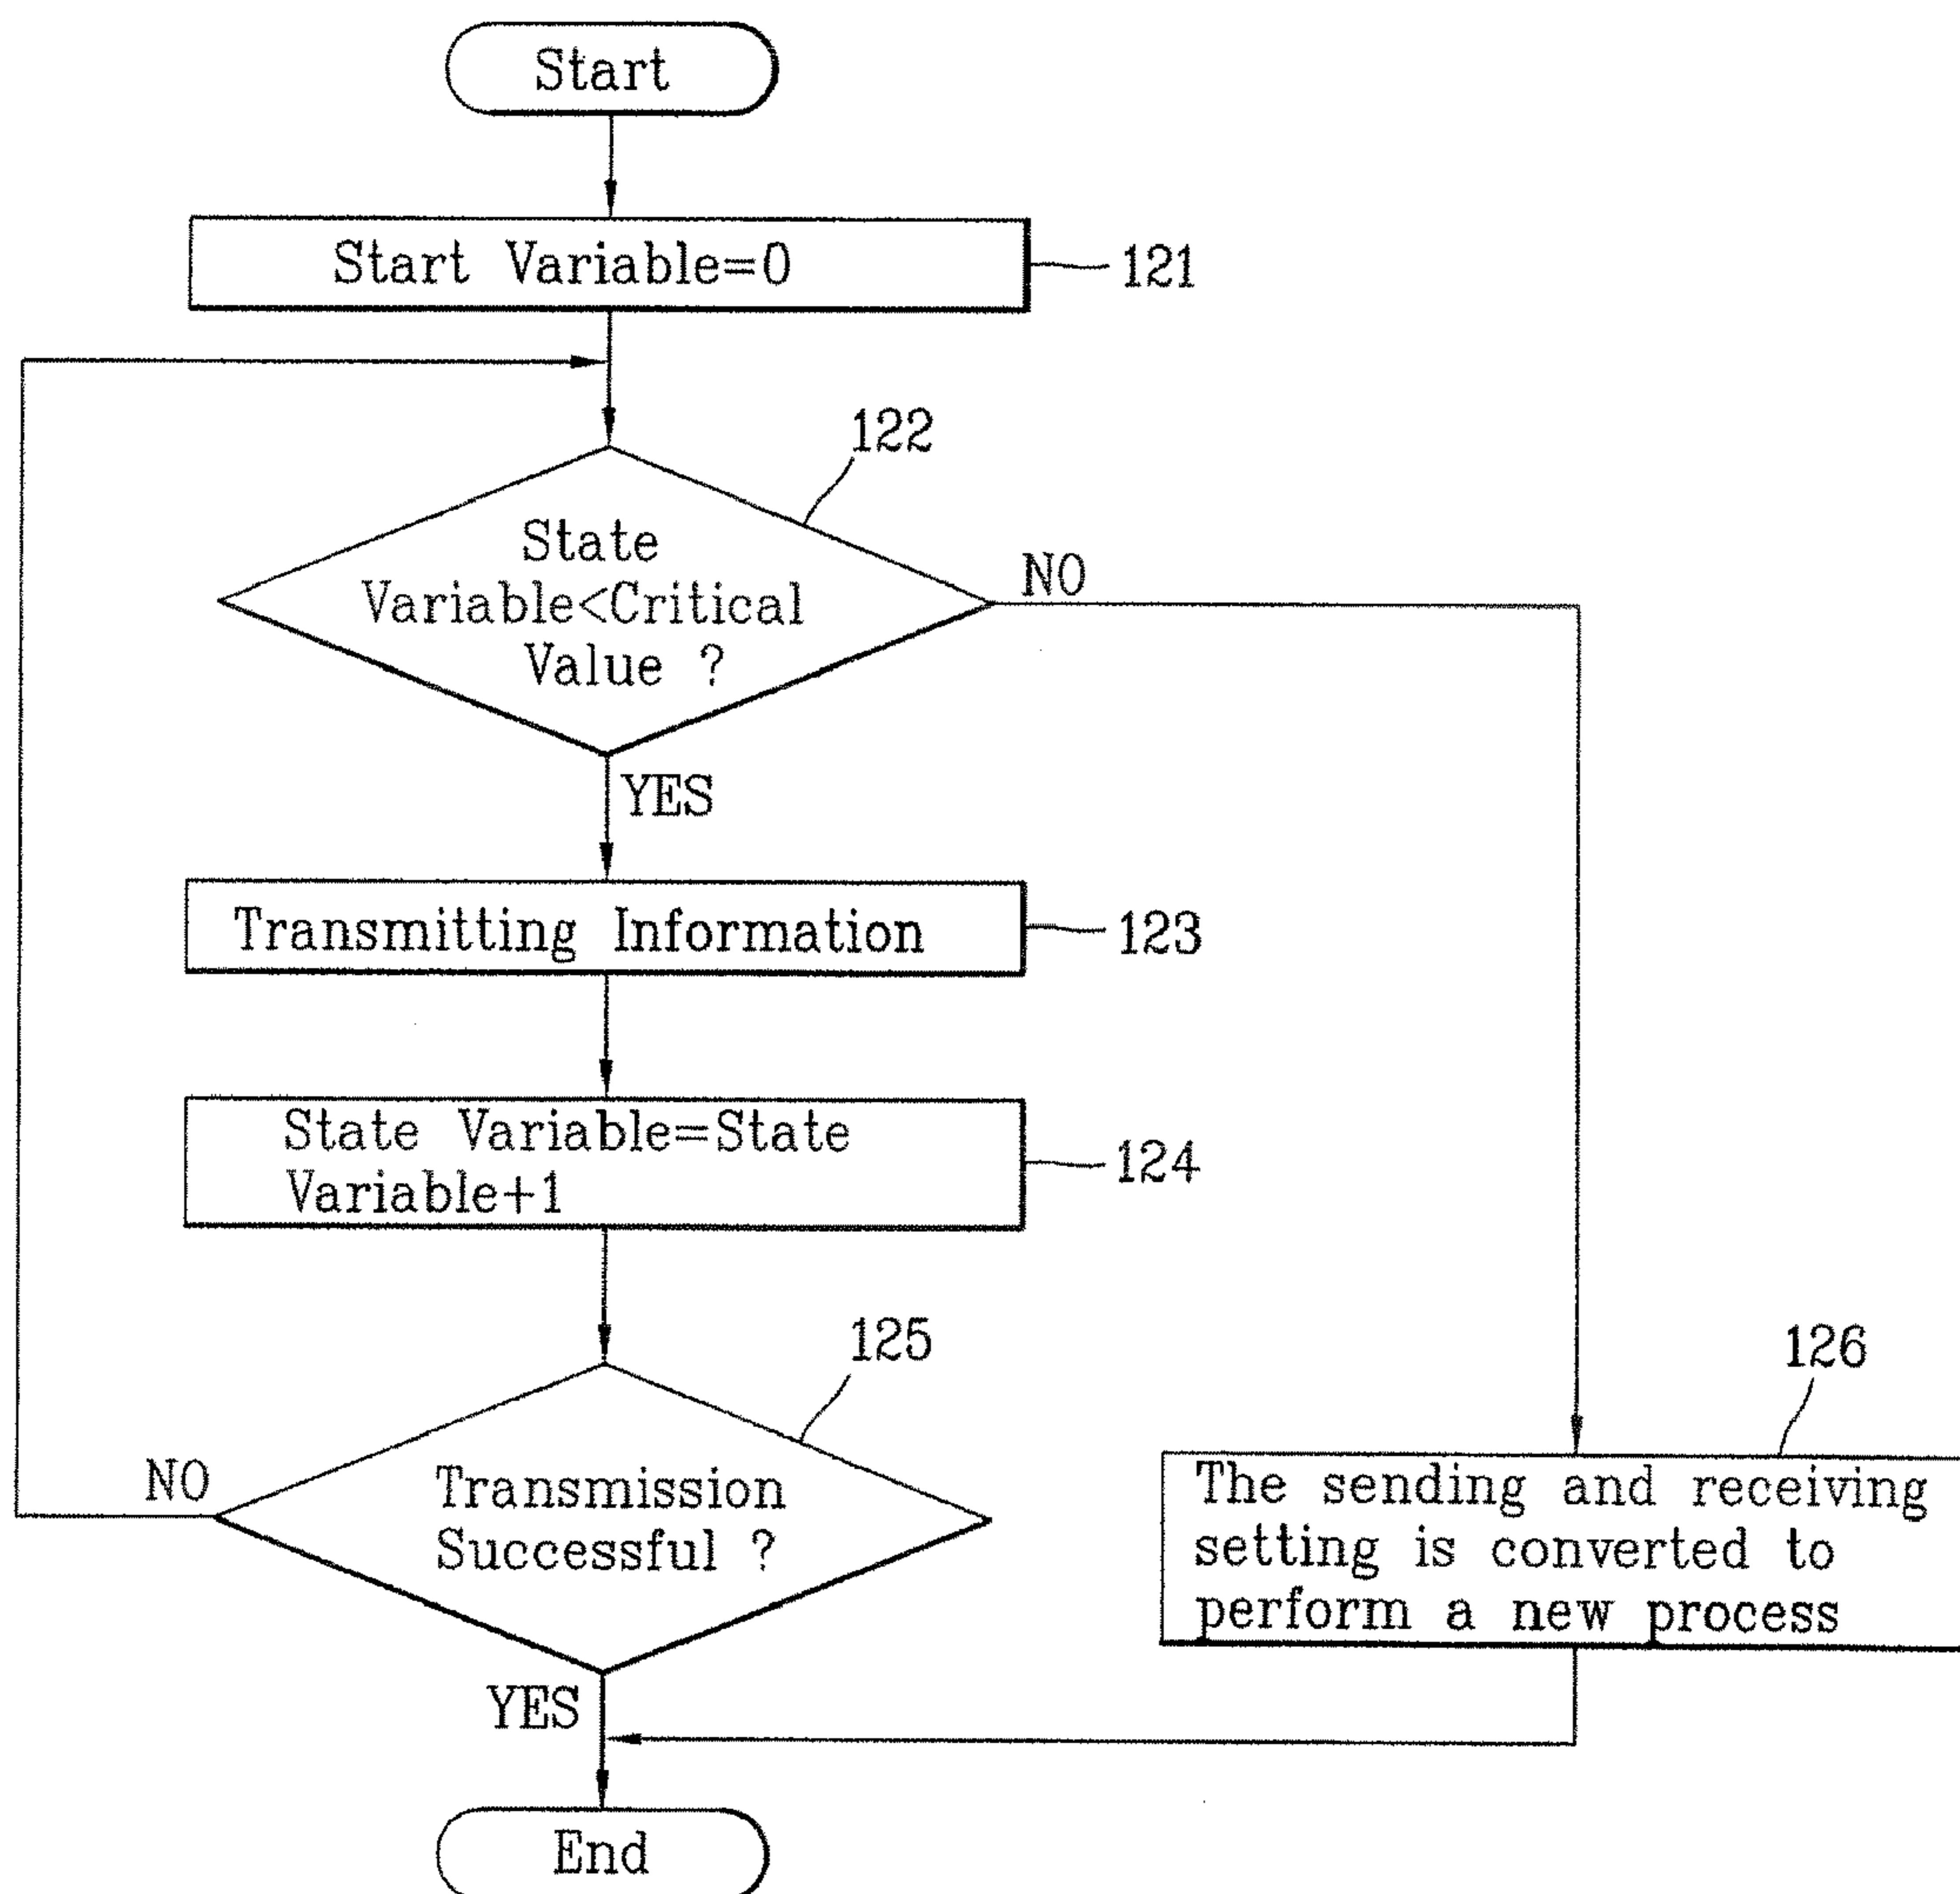 Start
Start Variable=0
121
122
State
Variable<Critical
Value ?
NO
YES
Transmitting Information
123
State Variable=State
Variable+1
124
125
Transmission
Successful ?
NO
YES
126
The sending and receiving
setting is converted to
perform a new process
End